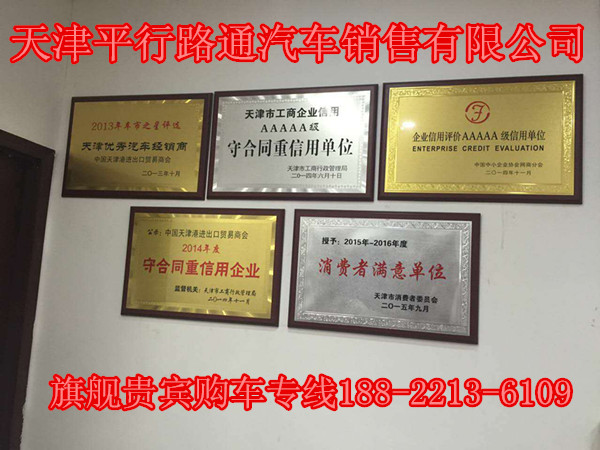 天津平行路通汽车销售有限公司
2013年车市之星评选
天津优秀汽车经销商
中国天津港进出口贸易商会
二〇一三年十月
天津市工商企业信用
AAAAA级
守合同重信用单位
天津市工商行政管理局
二〇一四年六月十日
企业信用评价AAAAA级信用单位
ENTERPRISE CREDIT EVALUATION
中国中小企业协会网商分会
二〇一四年十一月
公告：中国天津港进出口贸易商会
2014年度
守合同重信用企业
监督机关：天津市工商行政管理局
二〇一四年十一月
授予：2015年-2016年度
消费者满意单位
天津市消费者委员会
二〇一五年九月
旗舰贵宾购车专线188-2213-6109